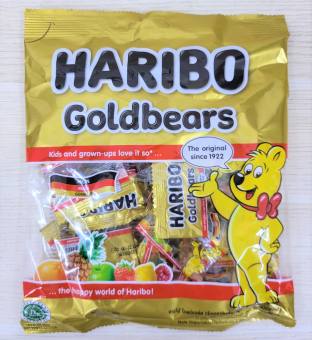 HARIBO
Goldbears
Kids and grown-ups love it so* ...
The original
since 1922
HARIBO
Goldbears
... the happy world of Haribo!